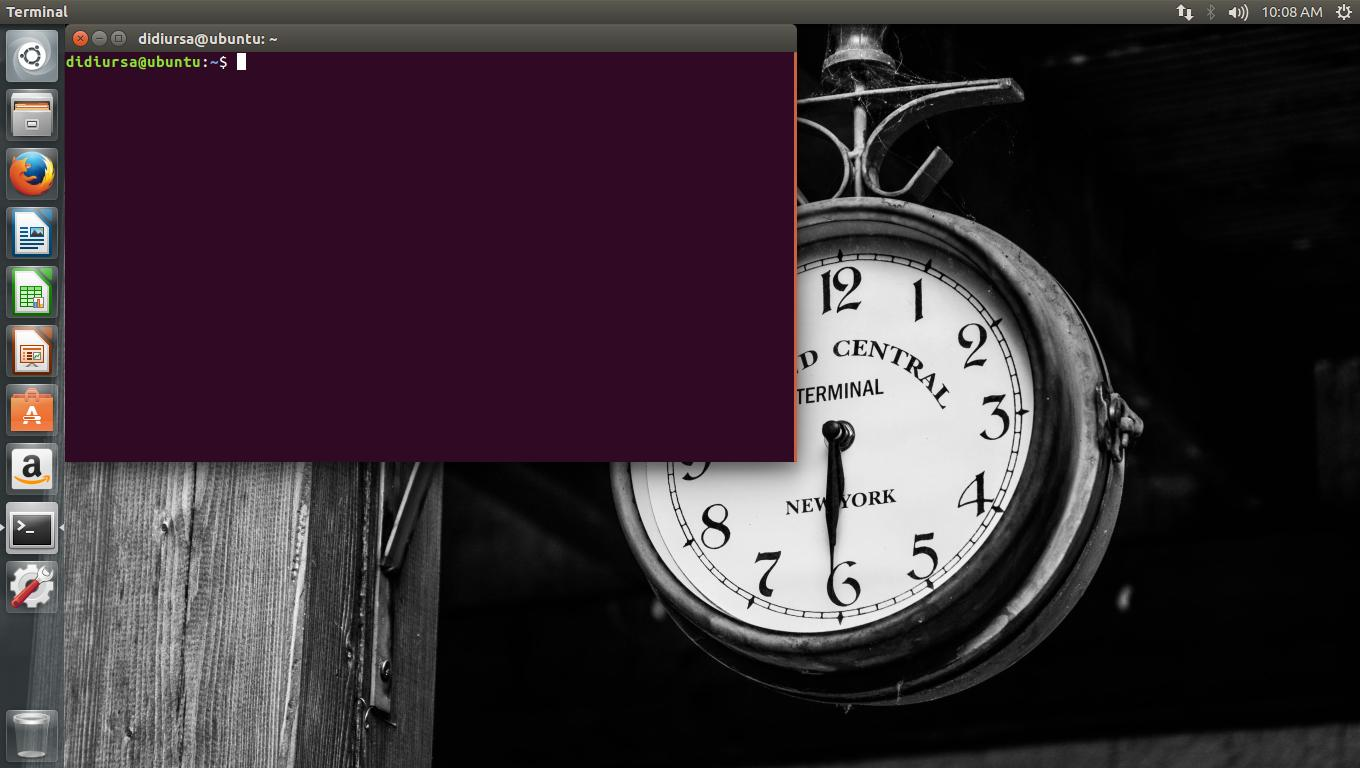 Terminal
10:08 AM
didiursa@ubuntu: ~
didiursa@ubuntu:~$
12
1
2
3
4
5
6
7
8
CENTRAL
TERMINAL
NEW YORK